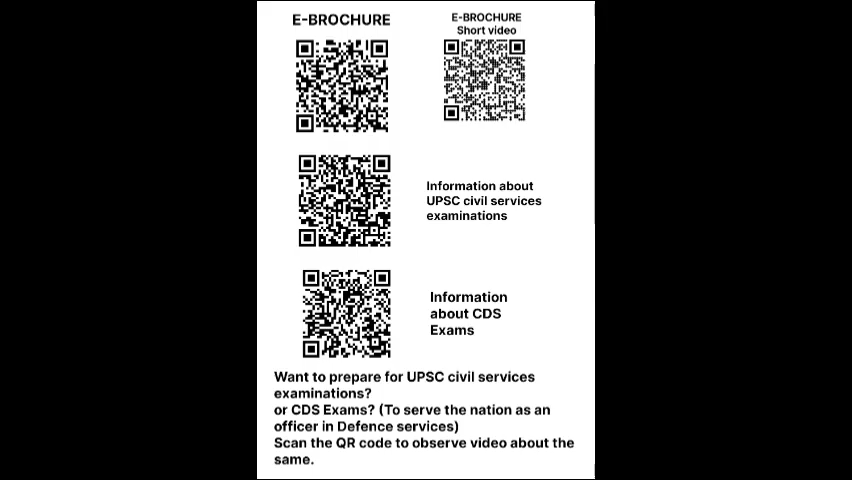 E-BROCHURE
E-BROCHURE
Short video
Information about
UPSC civil services
examinations
Information
about CDS
Exams
Want to prepare for UPSC civil services
examinations?
or CDS Exams? (To serve the nation as an
officer in Defence services)
Scan the QR code to observe video about the
same.